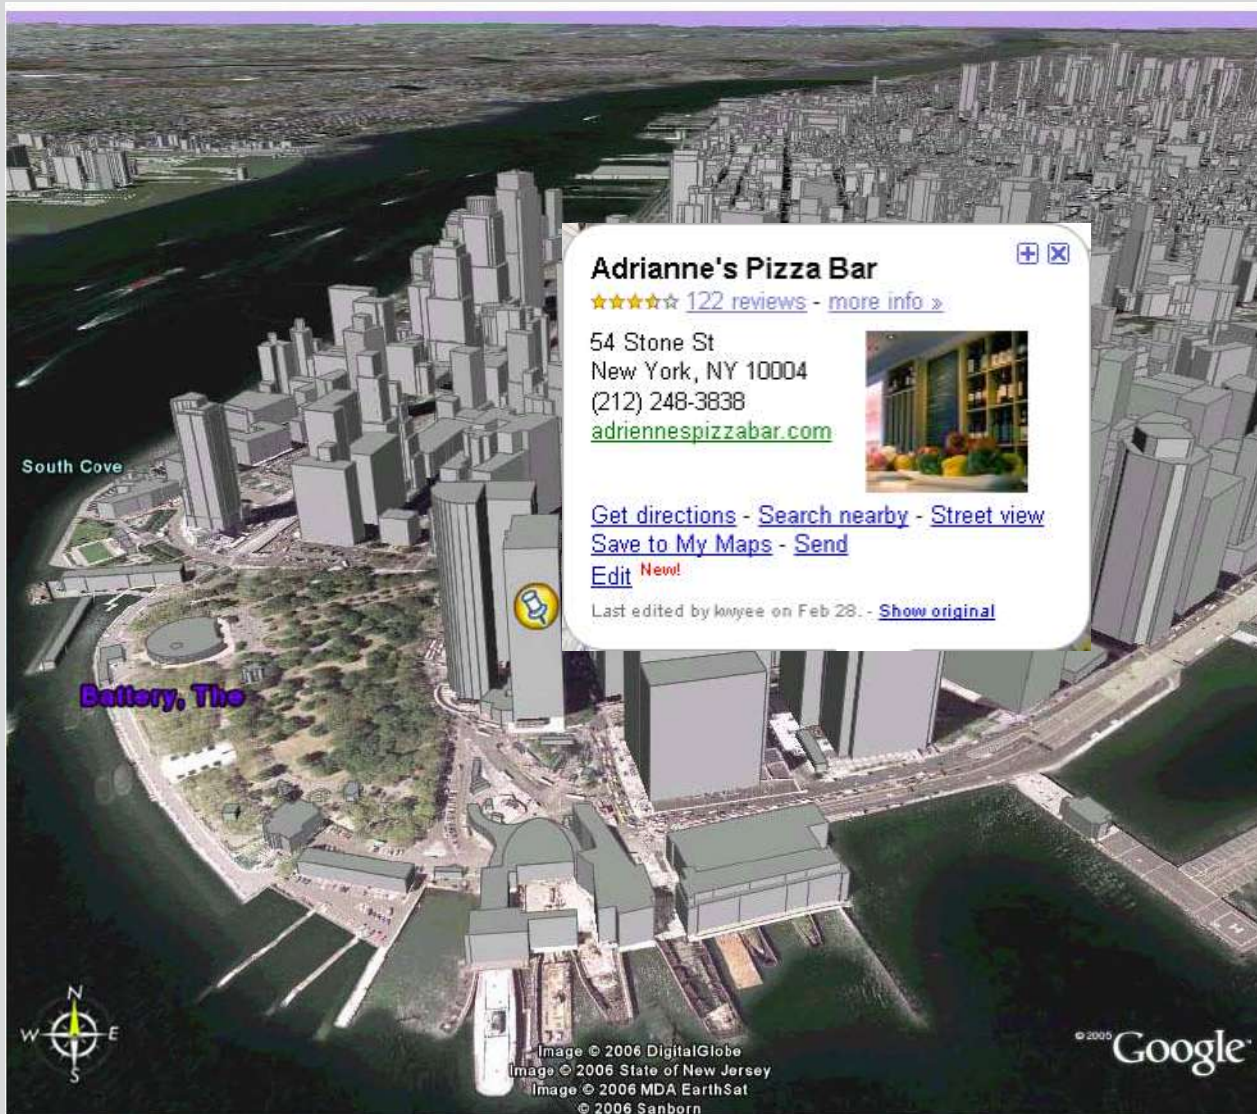 Adrianne's Pizza Bar
122 reviews - more info »
54 Stone St
New York, NY 10004
(212) 248-3838
adriennespizzabar.com
Get directions - Search nearby - Street view
Save to My Maps - Send
Edit New!
Last edited by kwyee on Feb 28. - Show original
South Cove
Battery, The
N
W E
S
Image © 2006 DigitalGlobe
Image © 2006 State of New Jersey
Image © 2006 MDA EarthSat
© 2006 Sanborn
© 2005 Google